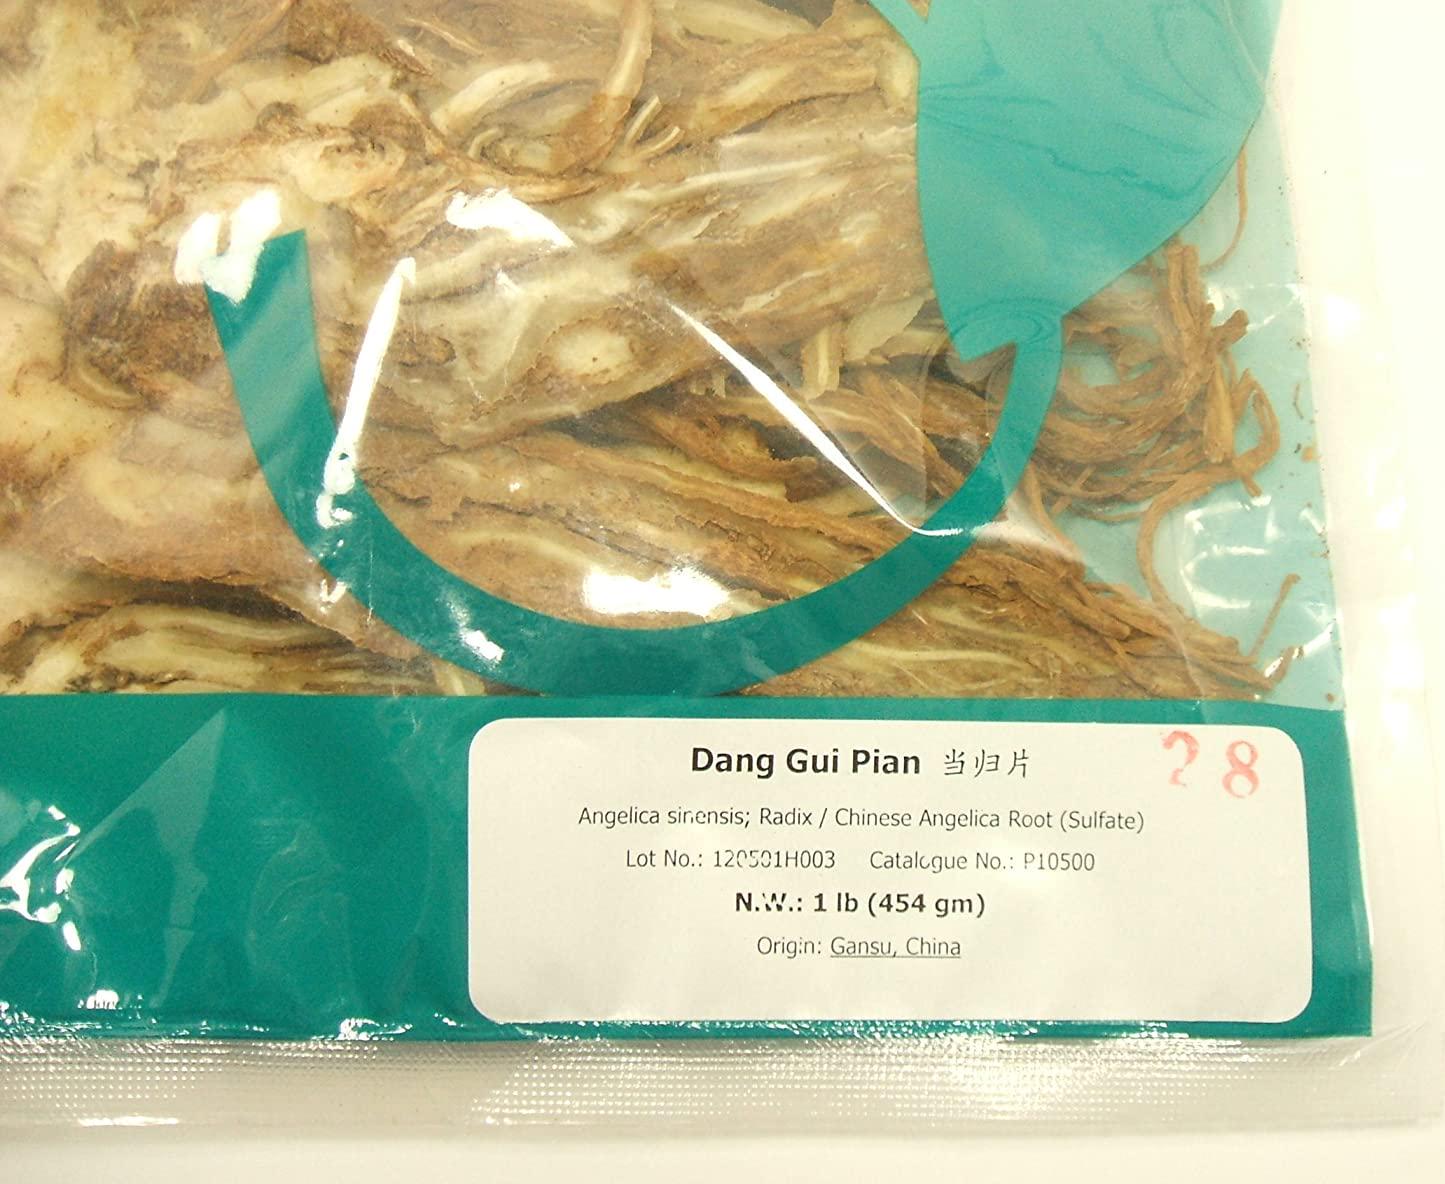 Dang Gui Pian 当归片
28
Angelica sinensis; Radix / Chinese Angelica Root (Sulfate)
Lot No.: 120501H003 Catalogue No.: P10500
N.W.: 1 lb (454 gm)
Origin: Gansu, China